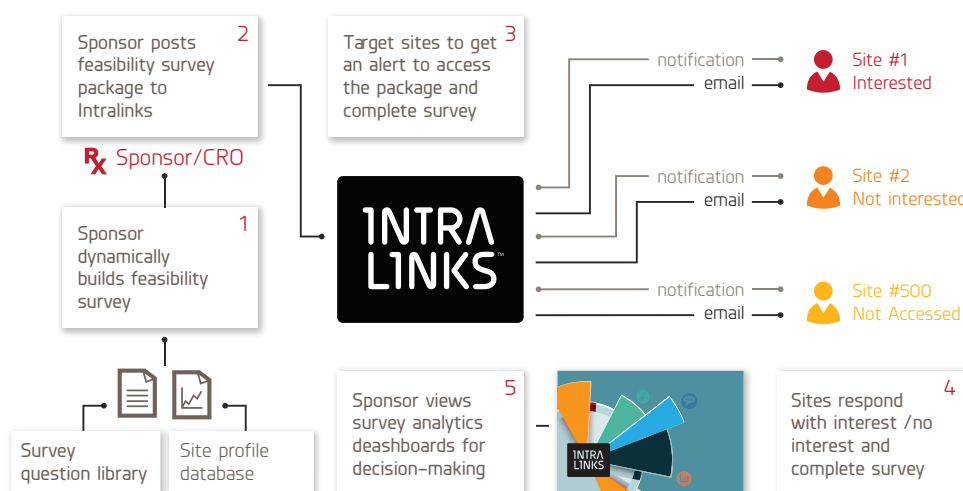 2
Sponsor posts
feasibility survey
package to
Intralinks
3
Target sites to get
an alert to access
the package and
complete survey
notification
email
Site #1
Interested
Rx Sponsor/CRO
notification
email
Site #2
Not interested
1
Sponsor
dynamically
builds feasibility
survey
INTRA
LINKS™
notification
email
Site #500
Not Accessed
Survey
question library
Site profile
database
5
Sponsor views
survey analytics
deashboards for
decision-making
INTRA
LINKS
4
Sites respond
with interest /no
interest and
complete survey